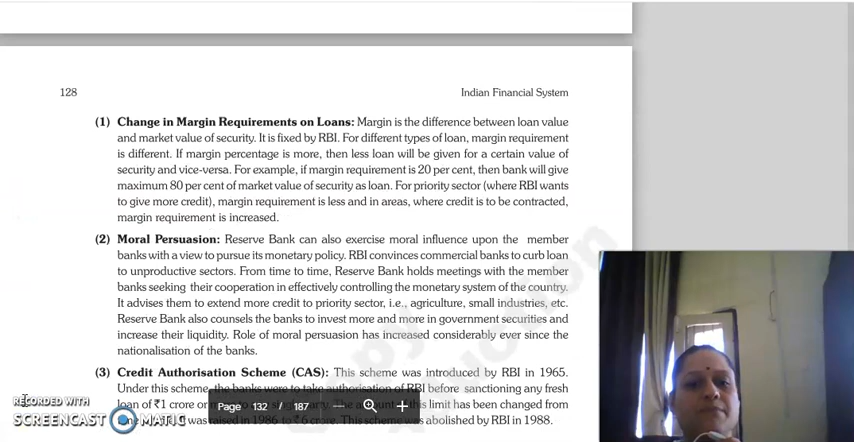 128
Indian Financial System
(1) Change in Margin Requirements on Loans: Margin is the difference between loan value
and market value of security. It is fixed by RBI. For different types of loan, margin requirement
is different. If margin percentage is more, then less loan will be given for a certain value of
security and vice-versa. For example, if margin requirement is 20 per cent, then bank will give
maximum 80 per cent of market value of security as loan. For priority sector (where RBI wants
to give more credit), margin requirement is less and in areas, where credit is to be contracted,
margin requirement is increased.
(2) Moral Persuasion: Reserve Bank can also exercise moral influence upon the member
banks with a view to pursue its monetary policy. RBI convinces commercial banks to curb loan
to unproductive sectors. From time to time, Reserve Bank holds meetings with the member
banks seeking their cooperation in effectively controlling the monetary system of the country.
It advises them to extend more credit to priority sector, i.e., agriculture, small industries, etc.
Reserve Bank also counsels the banks to invest more and more in government securities and
increase their liquidity. Role of moral persuasion has increased considerably ever since the
nationalisation of the banks.
(3) Credit Authorisation Scheme (CAS): This scheme was introduced by RBI in 1965.
Under this scheme, the banks were to take authorisation of RBI before sanctioning any fresh
loan of ₹1 crore or this limit has been changed from
was raised in 1986 to ₹ 6 crore. This scheme was abolished by RBI in 1988.
Page 132 / 187
RECORDED WITH
SCREENCAST MATIC